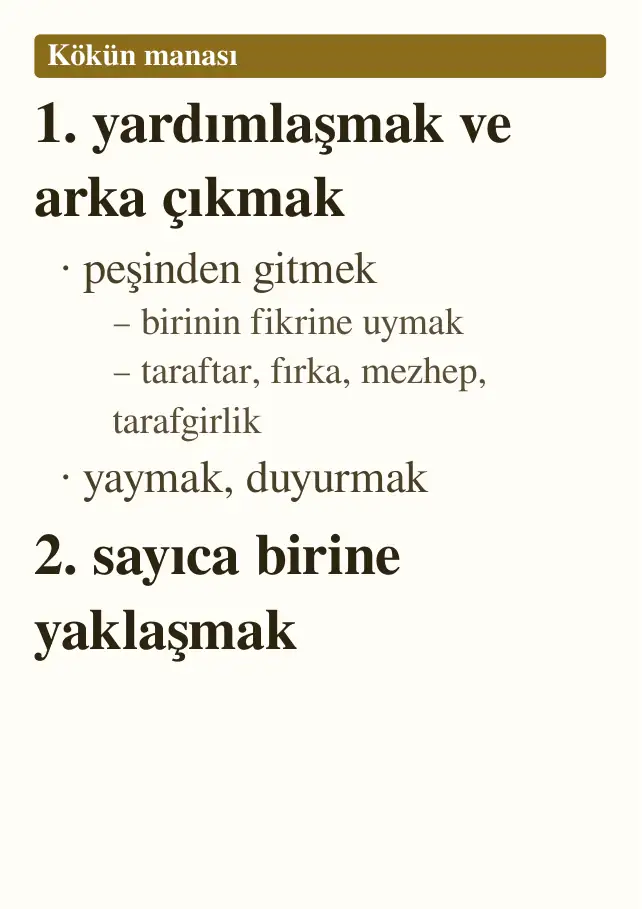 Kökün manası
1. yardımlaşmak ve
arka çıkmak
· peşinden gitmek
– birinin fikrine uymak
– taraftar, fırka, mezhep,
tarafgirlik
· yaymak, duyurmak
2. sayıca birine
yaklaşmak